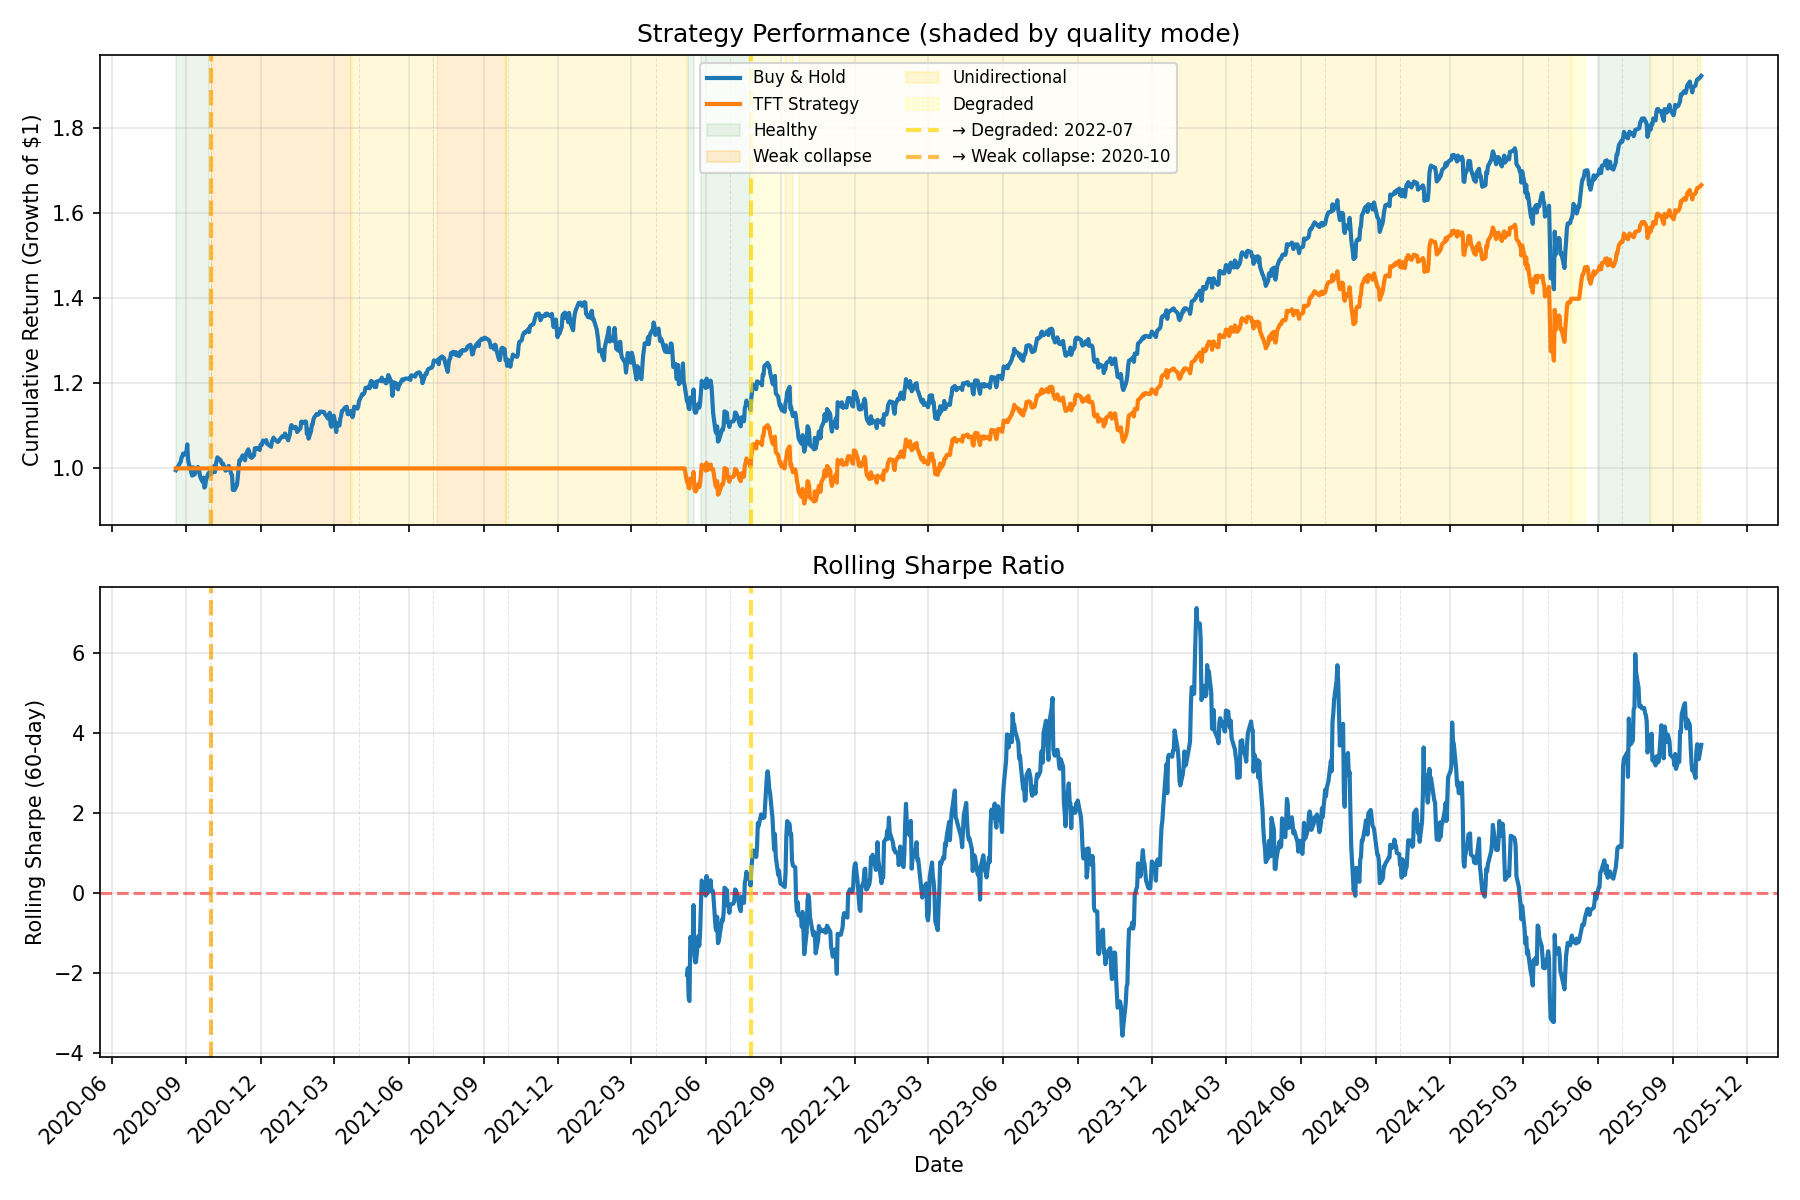 Strategy Performance (shaded by quality mode)
Cumulative Return (Growth of $1)
1.8
1.6
1.4
1.2
1.0
Buy & Hold
TFT Strategy
Healthy
Weak collapse
Unidirectional
Degraded
→ Degraded: 2022-07
→ Weak collapse: 2020-10
Rolling Sharpe Ratio
Rolling Sharpe (60-day)
6
4
2
0
−2
−4
2020-06
2020-09
2020-12
2021-03
2021-06
2021-09
2021-12
2022-03
2022-06
2022-09
2022-12
2023-03
2023-06
2023-09
2023-12
2024-03
2024-06
2024-09
2024-12
2025-03
2025-06
2025-09
2025-12
Date